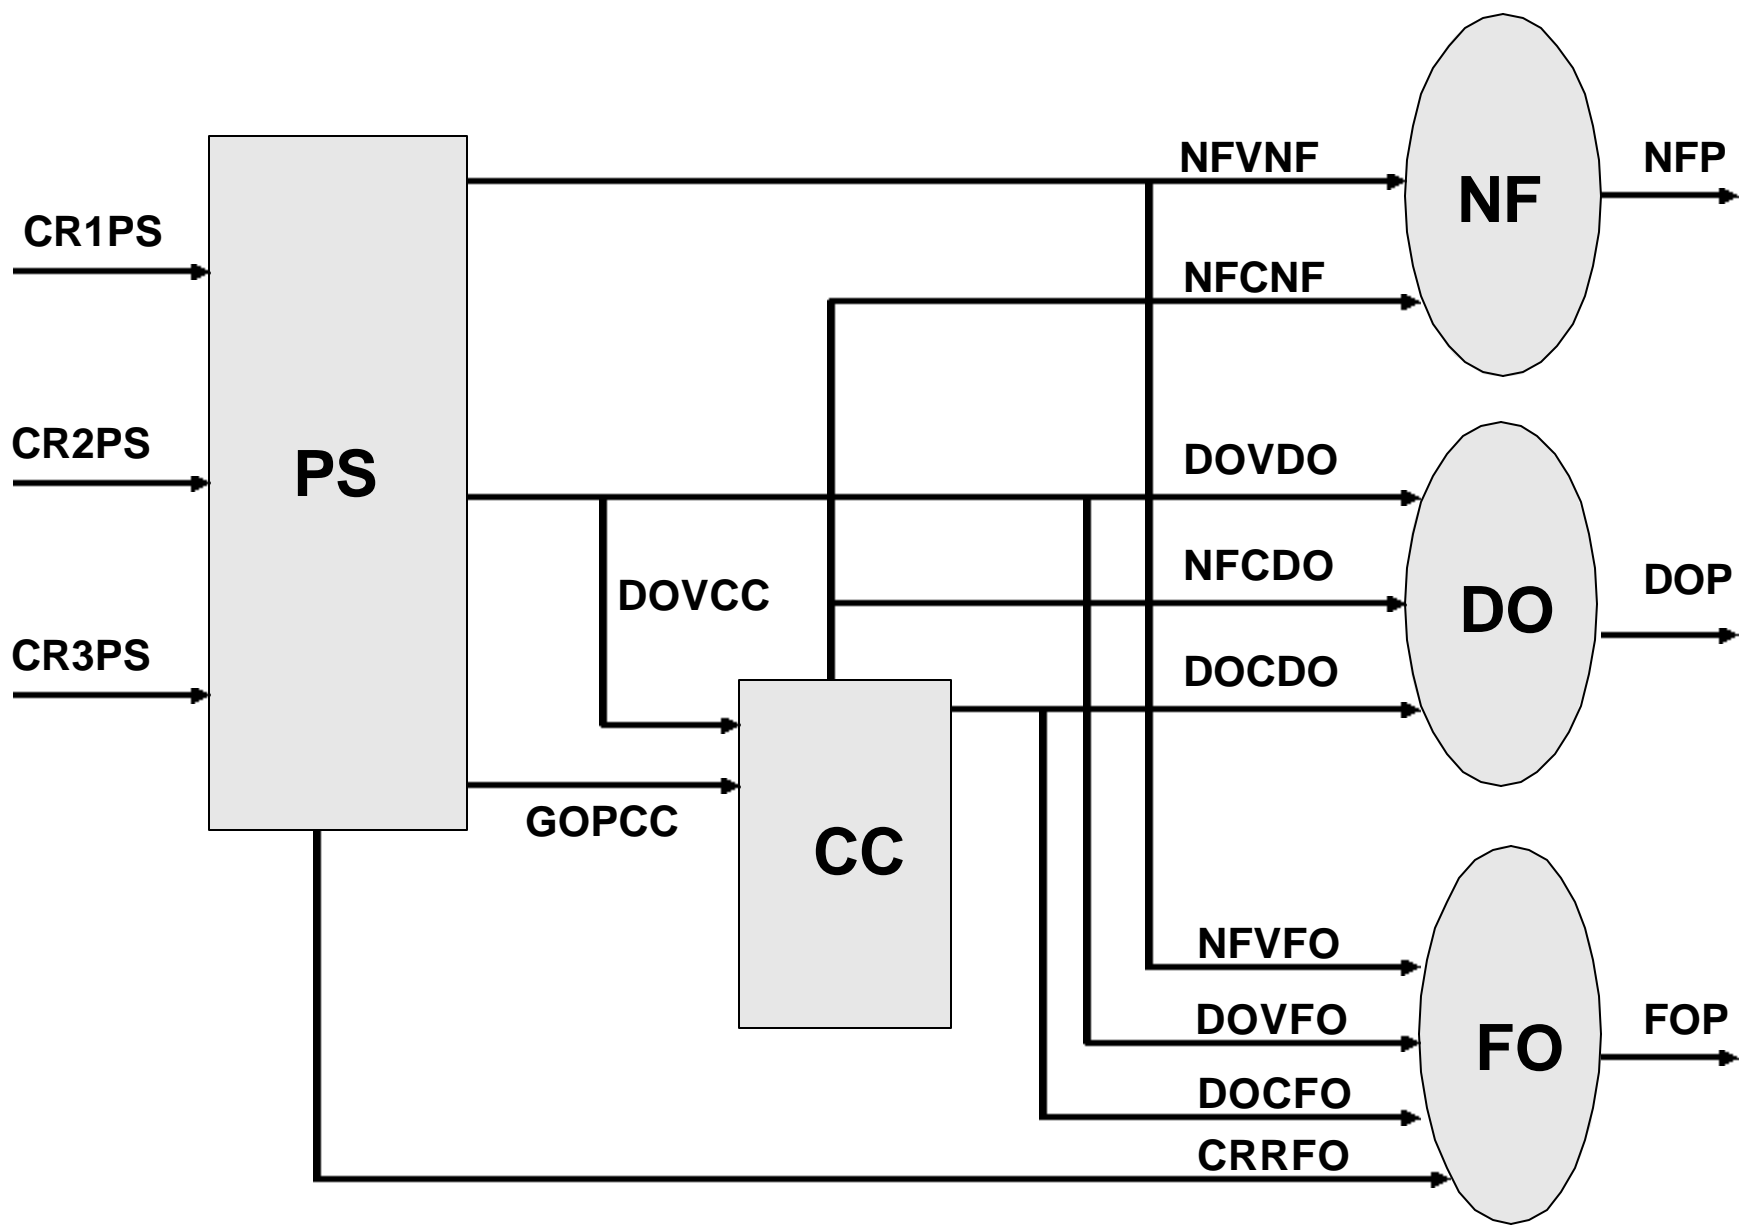 NFVNF
NFP
NF
CR1PS
NFCNF
CR2PS
PS
DOVDO
NFCDO
DOVCC
DOP
DO
CR3PS
DOCDO
GOPCC
CC
NFVFO
DOVFO
FOP
FO
DOCFO
CRRFO